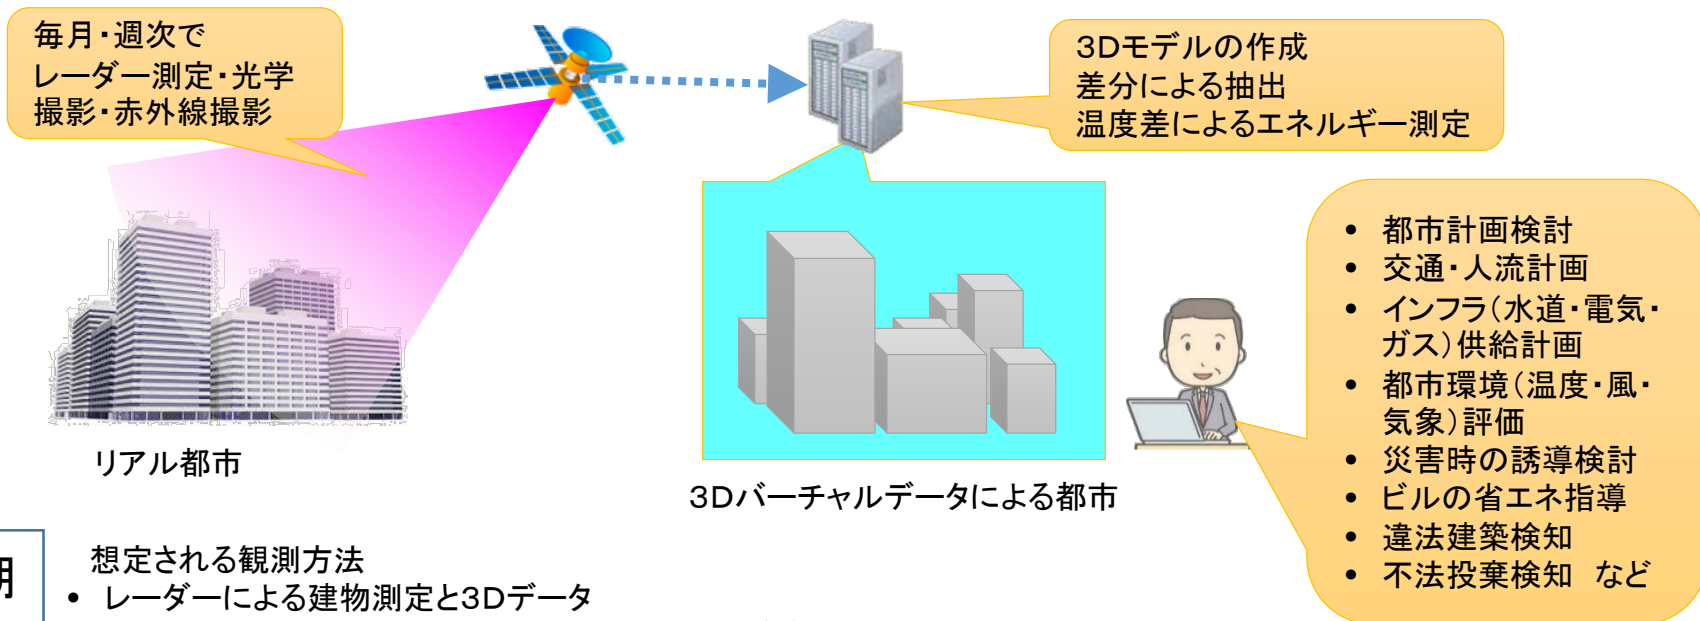 毎月・週次で
レーダー測定・光学
撮影・赤外線撮影
3Dモデルの作成
差分による抽出
温度差によるエネルギー測定
• 都市計画検討
• 交通・人流計画
• インフラ(水道・電気・
ガス)供給計画
• 都市環境(温度・風・
気象)評価
• 災害時の誘導検討
• ビルの省エネ指導
• 違法建築検知
• 不法投棄検知 など
リアル都市
3Dバーチャルデータによる都市
期
想定される観測方法
• レーダーによる建物測定と3Dデータ